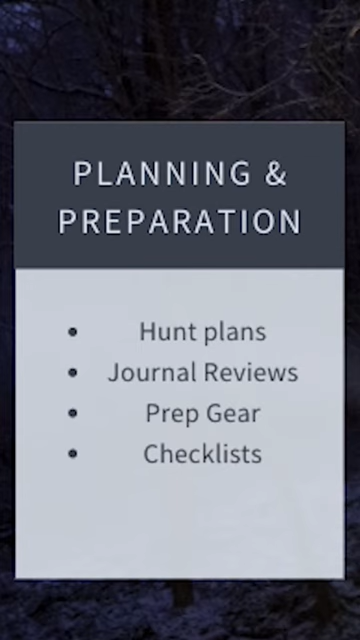 PLANNING &
PREPARATION
• Hunt plans
• Journal Reviews
• Prep Gear
• Checklists